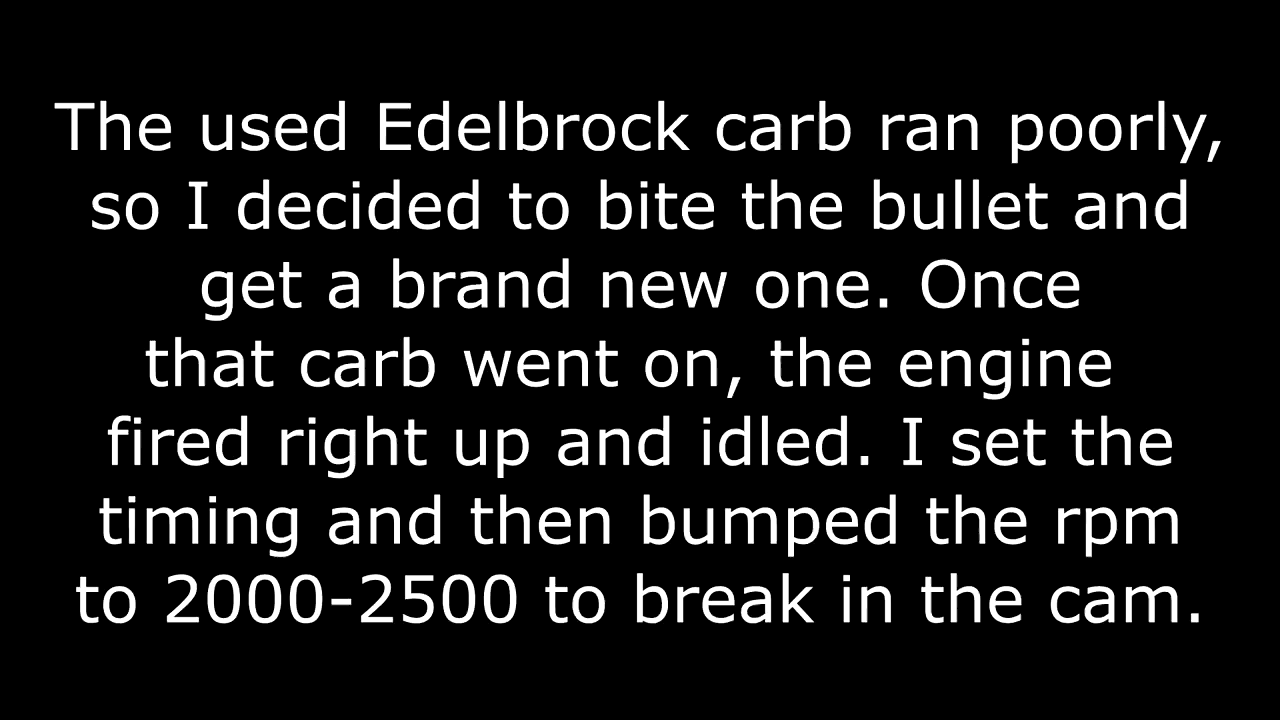 The used Edelbrock carb ran poorly,
so I decided to bite the bullet and
get a brand new one. Once
that carb went on, the engine
fired right up and idled. I set the
timing and then bumped the rpm
to 2000-2500 to break in the cam.